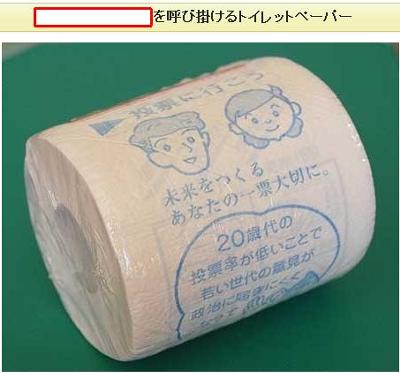 を呼び掛けるトイレットペーパー
投票に行こう
未来をつくる
あなたの一票大切に。
20歳代の
投票率が低いことで
若い世代の意見が
政治に届きにくく